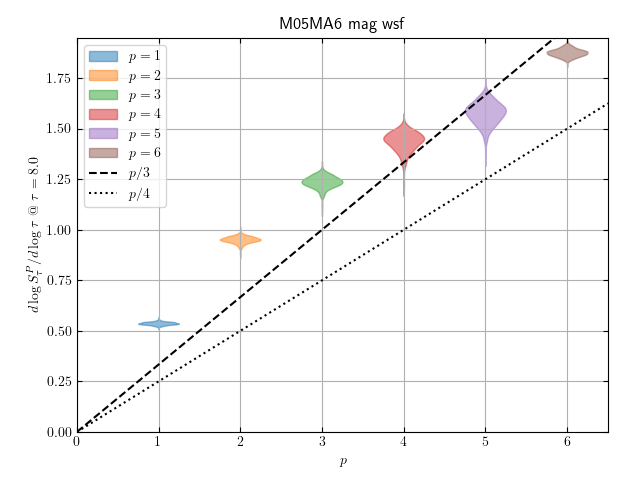 M05MA6 mag wsf
p = 1
p = 2
p = 3
p = 4
p = 5
p = 6
p/3
p/4
d log S_τ^P / d log τ @ τ = 8.0
1.75
1.50
1.25
1.00
0.75
0.50
0.25
0.00
0 1 2 3 4 5 6
p